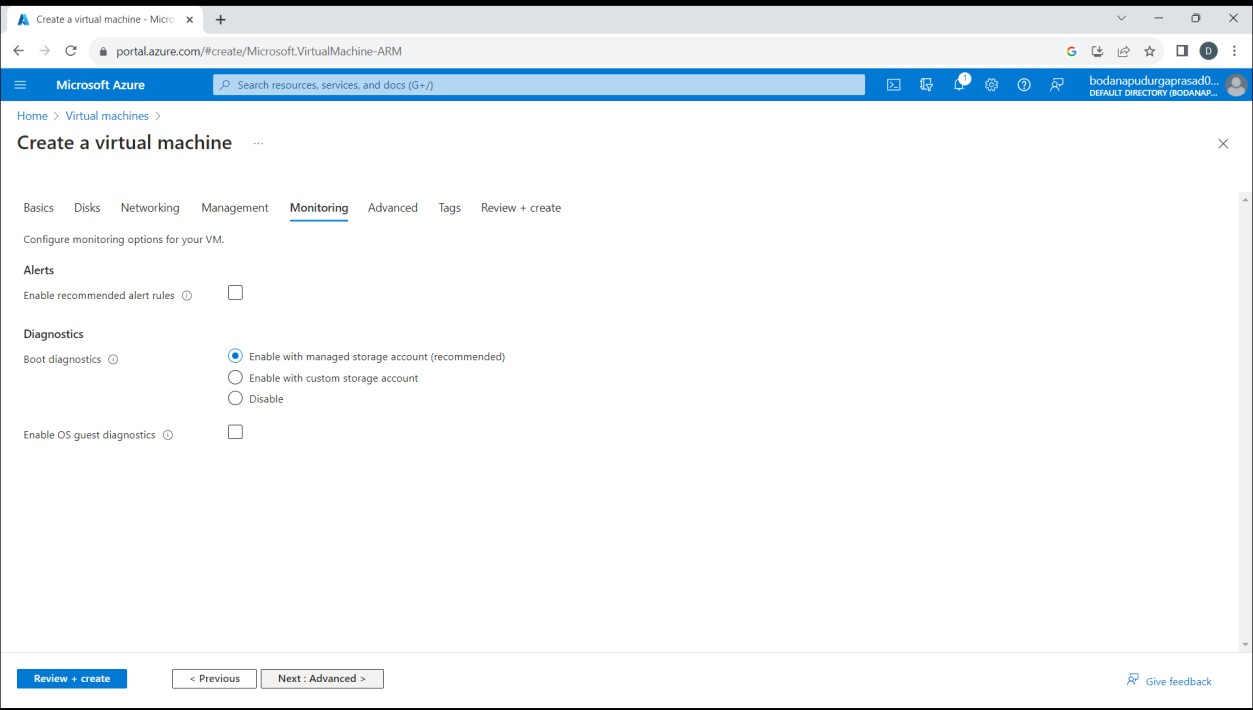 Create a virtual machine - Micro
portal.azure.com/#create/Microsoft.VirtualMachine-ARM
G
D
Microsoft Azure
Search resources, services, and docs (G+/)
1
bodanapudurgaprasad0...
DEFAULT DIRECTORY (BODANAP...
Home > Virtual machines >
Create a virtual machine ...
Basics Disks Networking Management Monitoring Advanced Tags Review + create
Configure monitoring options for your VM.
Alerts
Enable recommended alert rules
Diagnostics
Boot diagnostics
Enable with managed storage account (recommended)
Enable with custom storage account
Disable
Enable OS guest diagnostics
Review + create
< Previous
Next : Advanced >
Give feedback